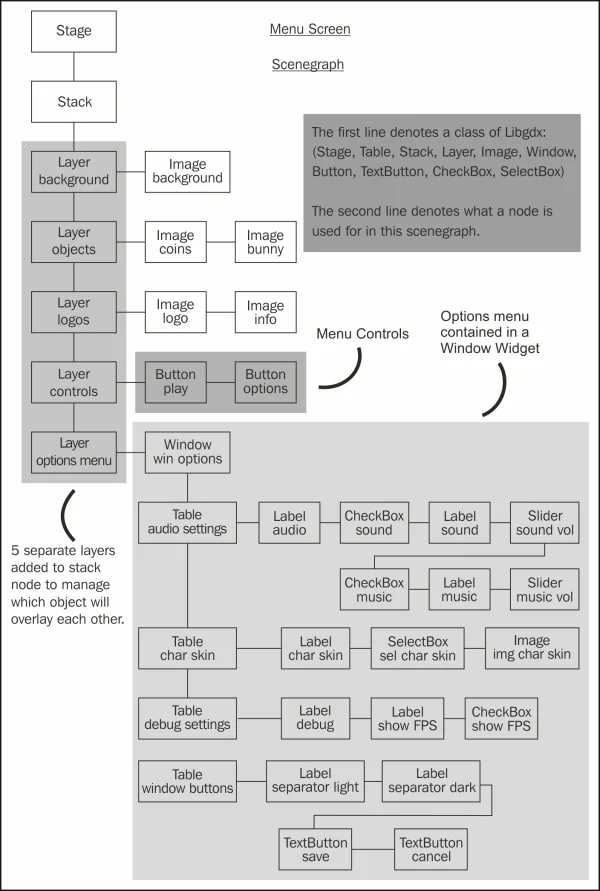 Menu Screen
Scenegraph
Stage
Stack
The first line denotes a class of Libgdx:
(Stage, Table, Stack, Layer, Image, Window,
Button, TextButton, CheckBox, SelectBox)
The second line denotes what a node is
used for in this scenegraph.
Layer
background
Image
background
Layer
objects
Image
coins
Image
bunny
Layer
logos
Image
logo
Image
info
Menu Controls
Options menu
contained in a
Window Widget
Layer
controls
Button
play
Button
options
Layer
options menu
Window
win options
5 separate layers
added to stack
node to manage
which object will
overlay each other.
Table
audio settings
Label
audio
CheckBox
sound
Label
sound
Slider
sound vol
CheckBox
music
Label
music
Slider
music vol
Table
char skin
Label
char skin
SelectBox
sel char skin
Image
img char skin
Table
debug settings
Label
debug
Label
show FPS
CheckBox
show FPS
Table
window buttons
Label
separator light
Label
separator dark
TextButton
save
TextButton
cancel